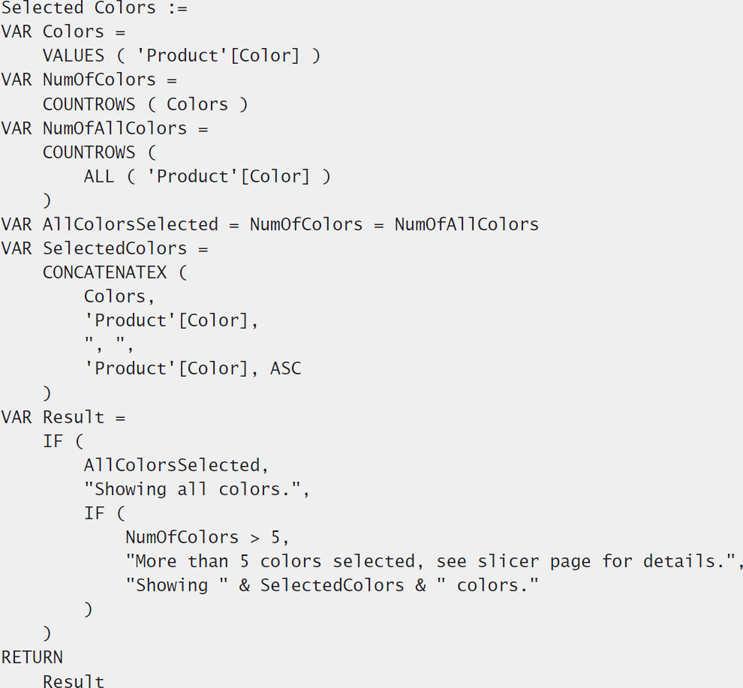 Selected Colors :=
VAR Colors =
    VALUES ( 'Product'[Color] )
VAR NumOfColors =
    COUNTROWS ( Colors )
VAR NumOfAllColors =
    COUNTROWS (
        ALL ( 'Product'[Color] )
    )
VAR AllColorsSelected = NumOfColors = NumOfAllColors
VAR SelectedColors =
    CONCATENATEX (
        Colors,
        'Product'[Color],
        ", ",
        'Product'[Color], ASC
    )
VAR Result =
    IF (
        AllColorsSelected,
        "Showing all colors.",
        IF (
            NumOfColors > 5,
            "More than 5 colors selected, see slicer page for details.",
            "Showing " & SelectedColors & " colors."
        )
    )
RETURN
    Result